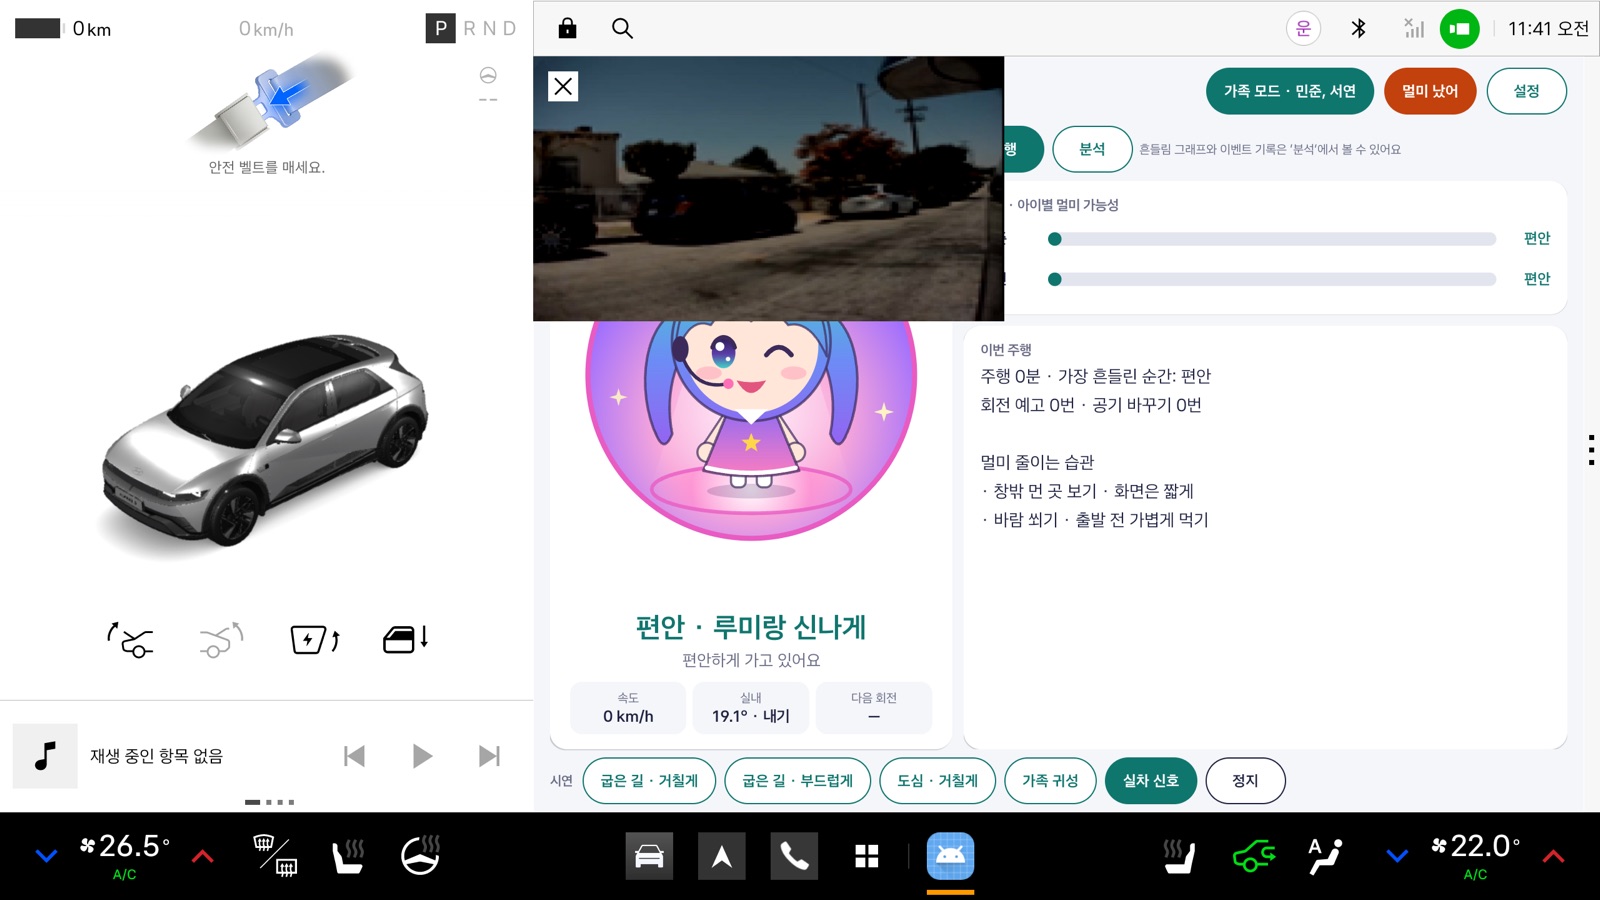 0 km
0 km/h
P R N D
운
11:41 오전
안전 벨트를 매세요.
가족 모드 · 민준, 서연
멀미 났어
설정
행
분석
흔들림 그래프와 이벤트 기록은 '분석'에서 볼 수 있어요
· 아이별 멀미 가능성
편안
편안
이번 주행
주행 0분 · 가장 흔들린 순간: 편안
회전 예고 0번 · 공기 바꾸기 0번
멀미 줄이는 습관
· 창밖 먼 곳 보기 · 화면은 짧게
· 바람 쐬기 · 출발 전 가볍게 먹기
편안 · 루미랑 신나게
편안하게 가고 있어요
속도
0 km/h
실내
19.1° · 내기
다음 회전
—
재생 중인 항목 없음
시연
굽은 길 · 거칠게
굽은 길 · 부드럽게
도심 · 거칠게
가족 귀성
실차 신호
정지
26.5°
A/C
A
22.0°
A/C